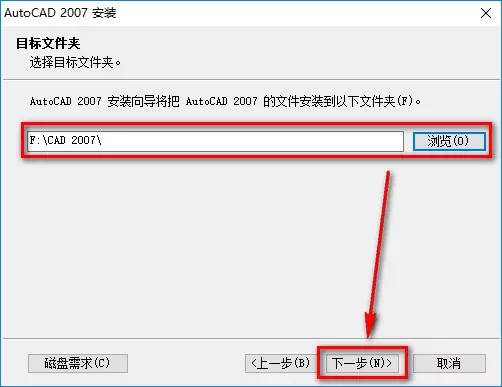 AutoCAD 2007 安装
目标文件夹
选择目标文件夹。
AutoCAD 2007 安装向导将把 AutoCAD 2007 的文件安装到以下文件夹(F)。
F:\CAD 2007\
浏览(O)
磁盘需求(C)
<上一步(B)
下一步(N)>
取消